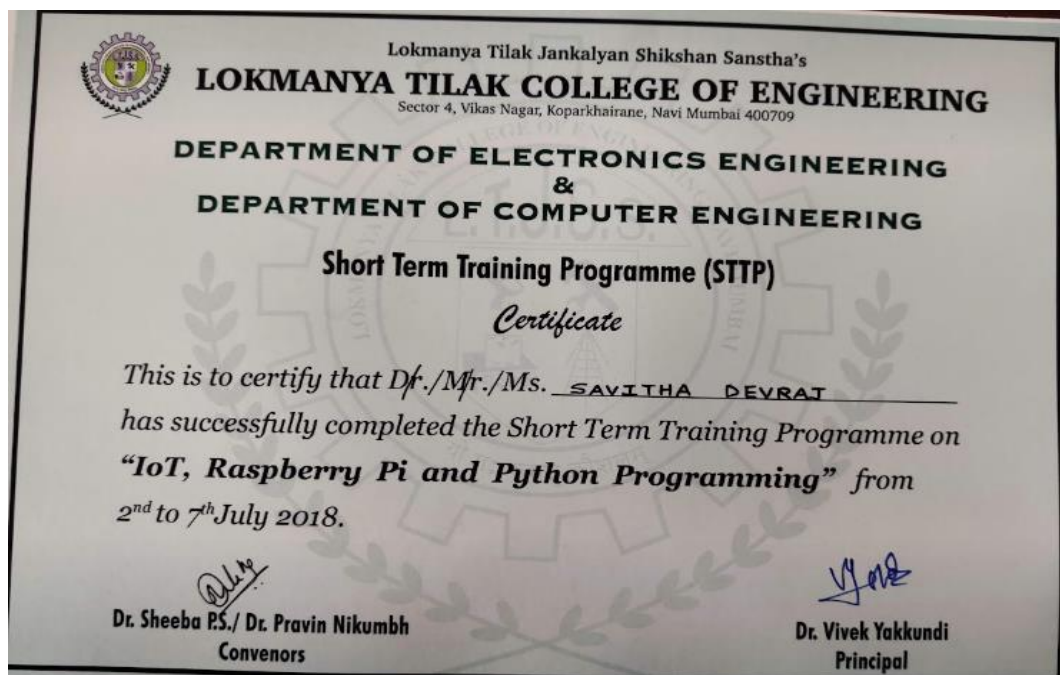 Lokmanya Tilak Jankalyan Shikshan Sanstha's
LOKMANYA TILAK COLLEGE OF ENGINEERING
Sector 4, Vikas Nagar, Koparkhairane, Navi Mumbai 400709
DEPARTMENT OF ELECTRONICS ENGINEERING
&
DEPARTMENT OF COMPUTER ENGINEERING
L.T.J.S.S.
Short Term Training Programme (STTP)
Certificate
This is to certify that Dr./Mr./Ms. SAVITHA DEVRAJ
has successfully completed the Short Term Training Programme on
“IoT, Raspberry Pi and Python Programming” from
2nd to 7th July 2018.
Dr. Sheeba P.S./ Dr. Pravin Nikumbh
Convenors
Dr. Vivek Yakkundi
Principal